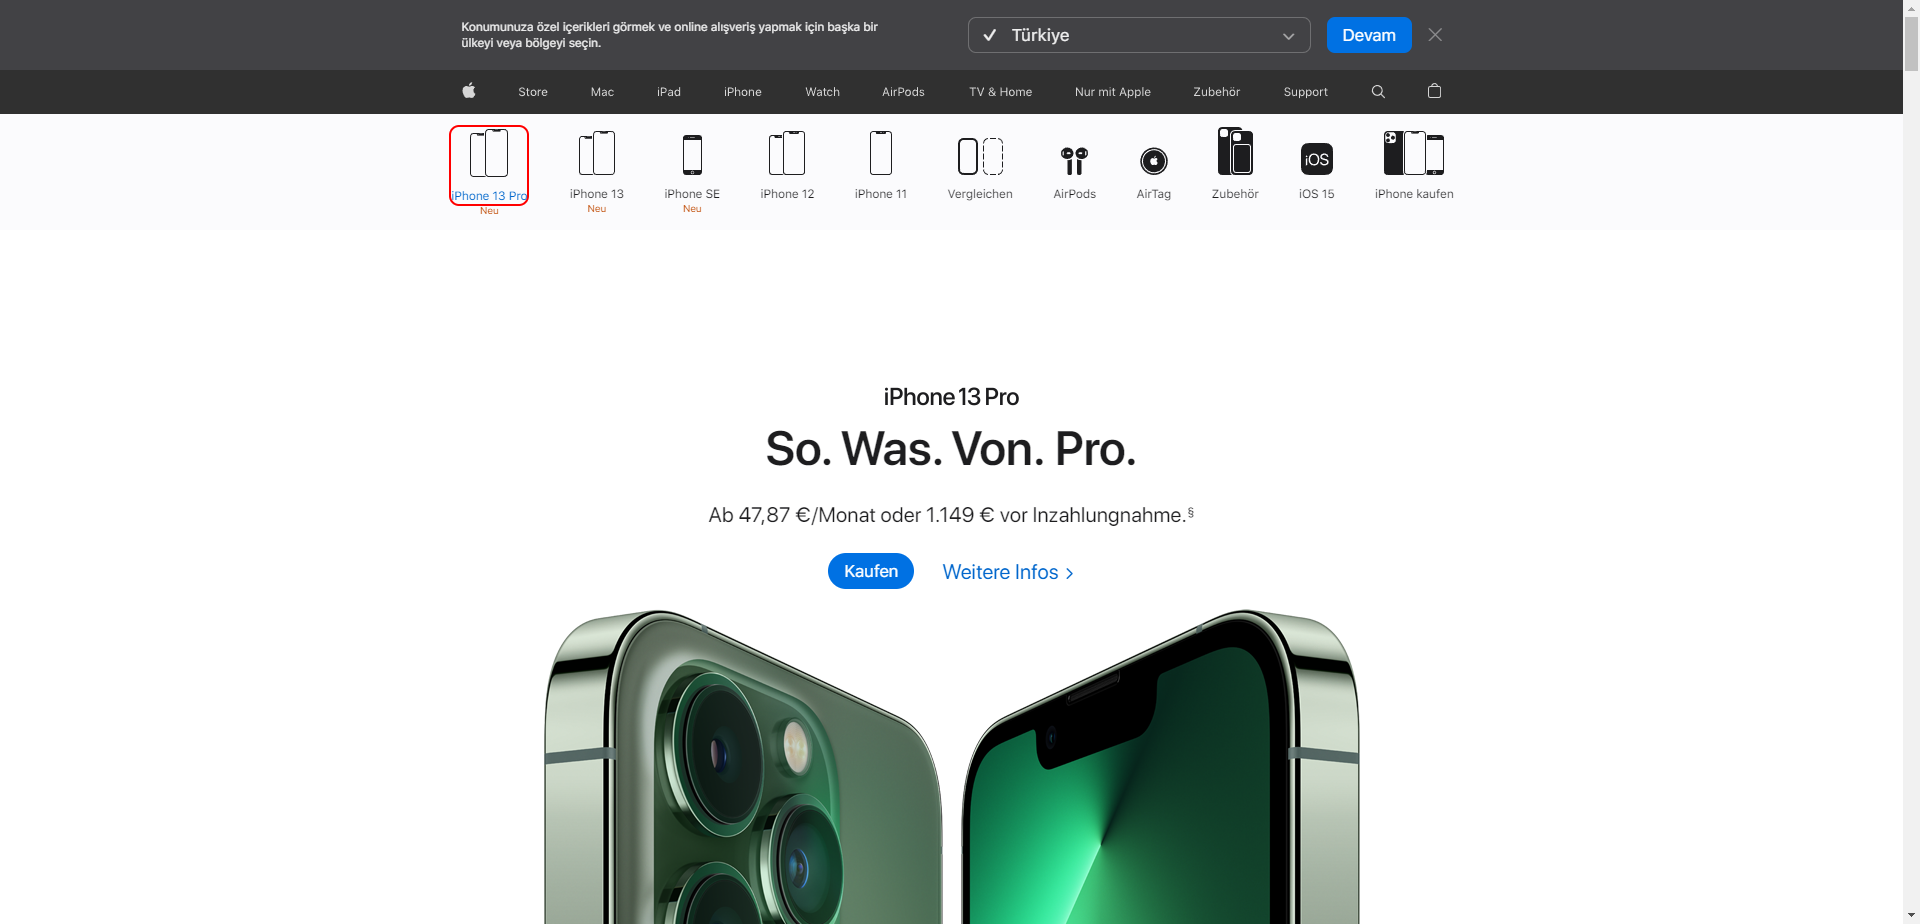 Konumunuza özel içerikleri görmek ve online alışveriş yapmak için başka bir
ülkeyi veya bölgeyi seçin.
Türkiye
Devam
Store
Mac
iPad
iPhone
Watch
AirPods
TV & Home
Nur mit Apple
Zubehör
Support
iPhone 13 Pro
Neu
iPhone 13
Neu
iPhone SE
Neu
iPhone 12
iPhone 11
Vergleichen
AirPods
AirTag
Zubehör
iOS
iOS 15
iPhone kaufen
iPhone 13 Pro
So. Was. Von. Pro.
Ab 47,87 €/Monat oder 1.149 € vor Inzahlungnahme.§
Kaufen
Weitere Infos >